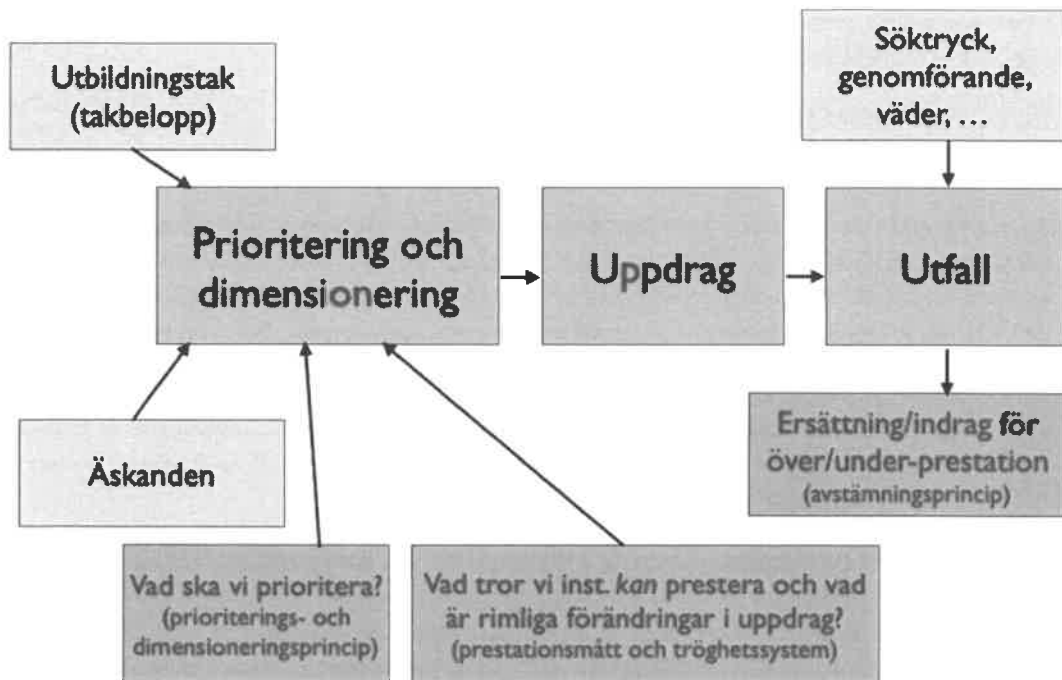 Utbildningstak
(takbelopp)
Söktryck,
genomförande,
väder, ...
Prioritering och
dimensionering
Uppdrag
Utfall
Äskanden
Ersättning/indrag för
över/under-prestation
(avstämningsprincip)
Vad ska vi prioritera?
(prioriterings- och
dimensioneringsprincip)
Vad tror vi inst. kan prestera och vad
är rimliga förändringar i uppdrag?
(prestationsmått och tröghetssystem)